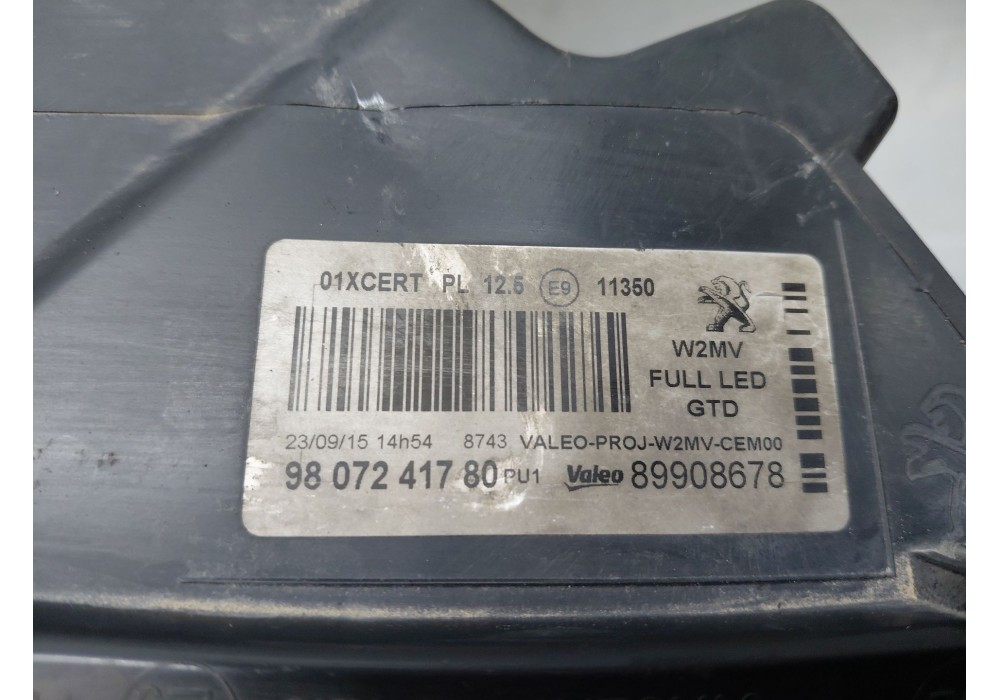 01XCERT PL 12.5 E9 11350
W2MV
FULL LED
GTD
23/09/15 14h54 8743 VALEO-PROJ-W2MV-CEM00
98 072 417 80 PU1 Valeo 89908678